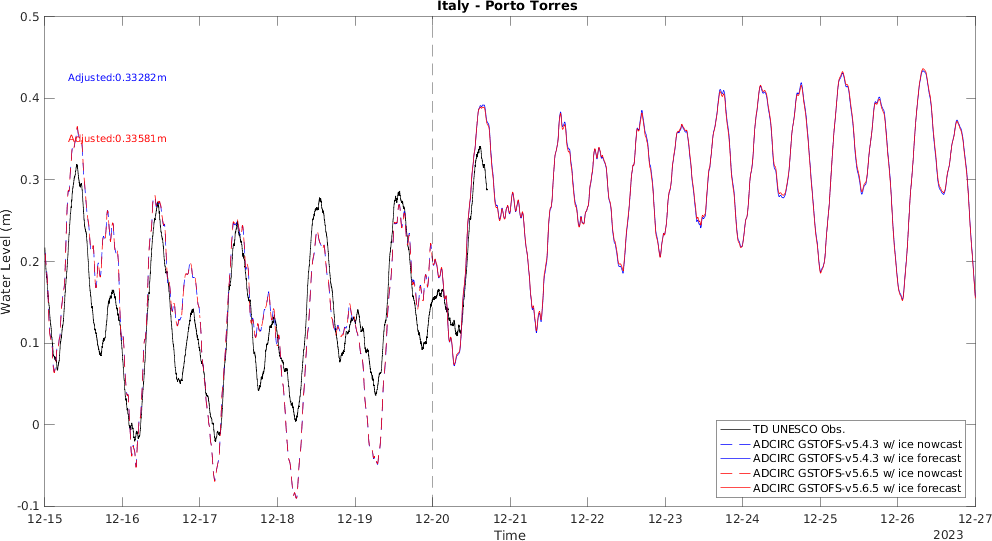 Italy - Porto Torres
0.5
0.4
0.3
0.2
0.1
0
-0.1
Water Level (m)
Adjusted:0.33282m
Adjusted:0.33581m
TD UNESCO Obs.
ADCIRC GSTOFS-v5.4.3 w/ ice nowcast
ADCIRC GSTOFS-v5.4.3 w/ ice forecast
ADCIRC GSTOFS-v5.6.5 w/ ice nowcast
ADCIRC GSTOFS-v5.6.5 w/ ice forecast
12-15 12-16 12-17 12-18 12-19 12-20 12-21 12-22 12-23 12-24 12-25 12-26 12-27
Time
2023